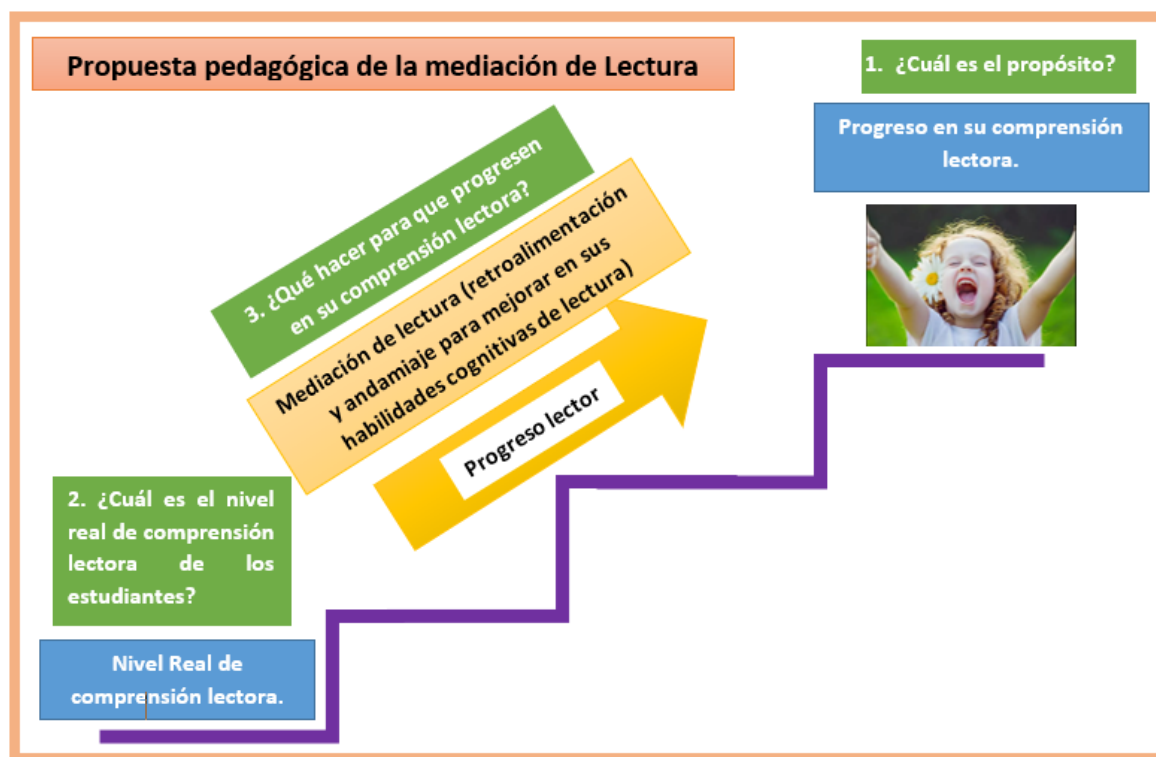 Propuesta pedagógica de la mediación de Lectura
1. ¿Cuál es el propósito?
Progreso en su comprensión
lectora.
3. ¿Qué hacer para que progresen
en su comprensión lectora?
Mediación de lectura (retroalimentación
y andamiaje para mejorar en sus
habilidades cognitivas de lectura)
Progreso lector
2. ¿Cuál es el nivel
real de comprensión
lectora de los
estudiantes?
Nivel Real de
comprensión lectora.